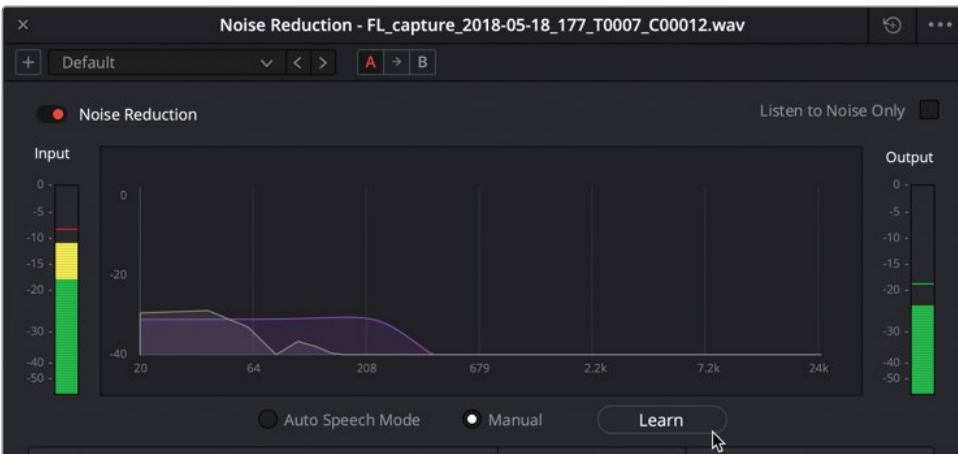 Noise Reduction - FL_capture_2018-05-18_177_T0007_C00012.wav
Default A B
Noise Reduction
Listen to Noise Only
Input
Output
0
-5
-10
-15
-20
-30
-40
-50
0
-20
-40
20 64 208 679 2.2k 7.2k 24k
0
-5
-10
-15
-20
-30
-40
-50
Auto Speech Mode Manual Learn